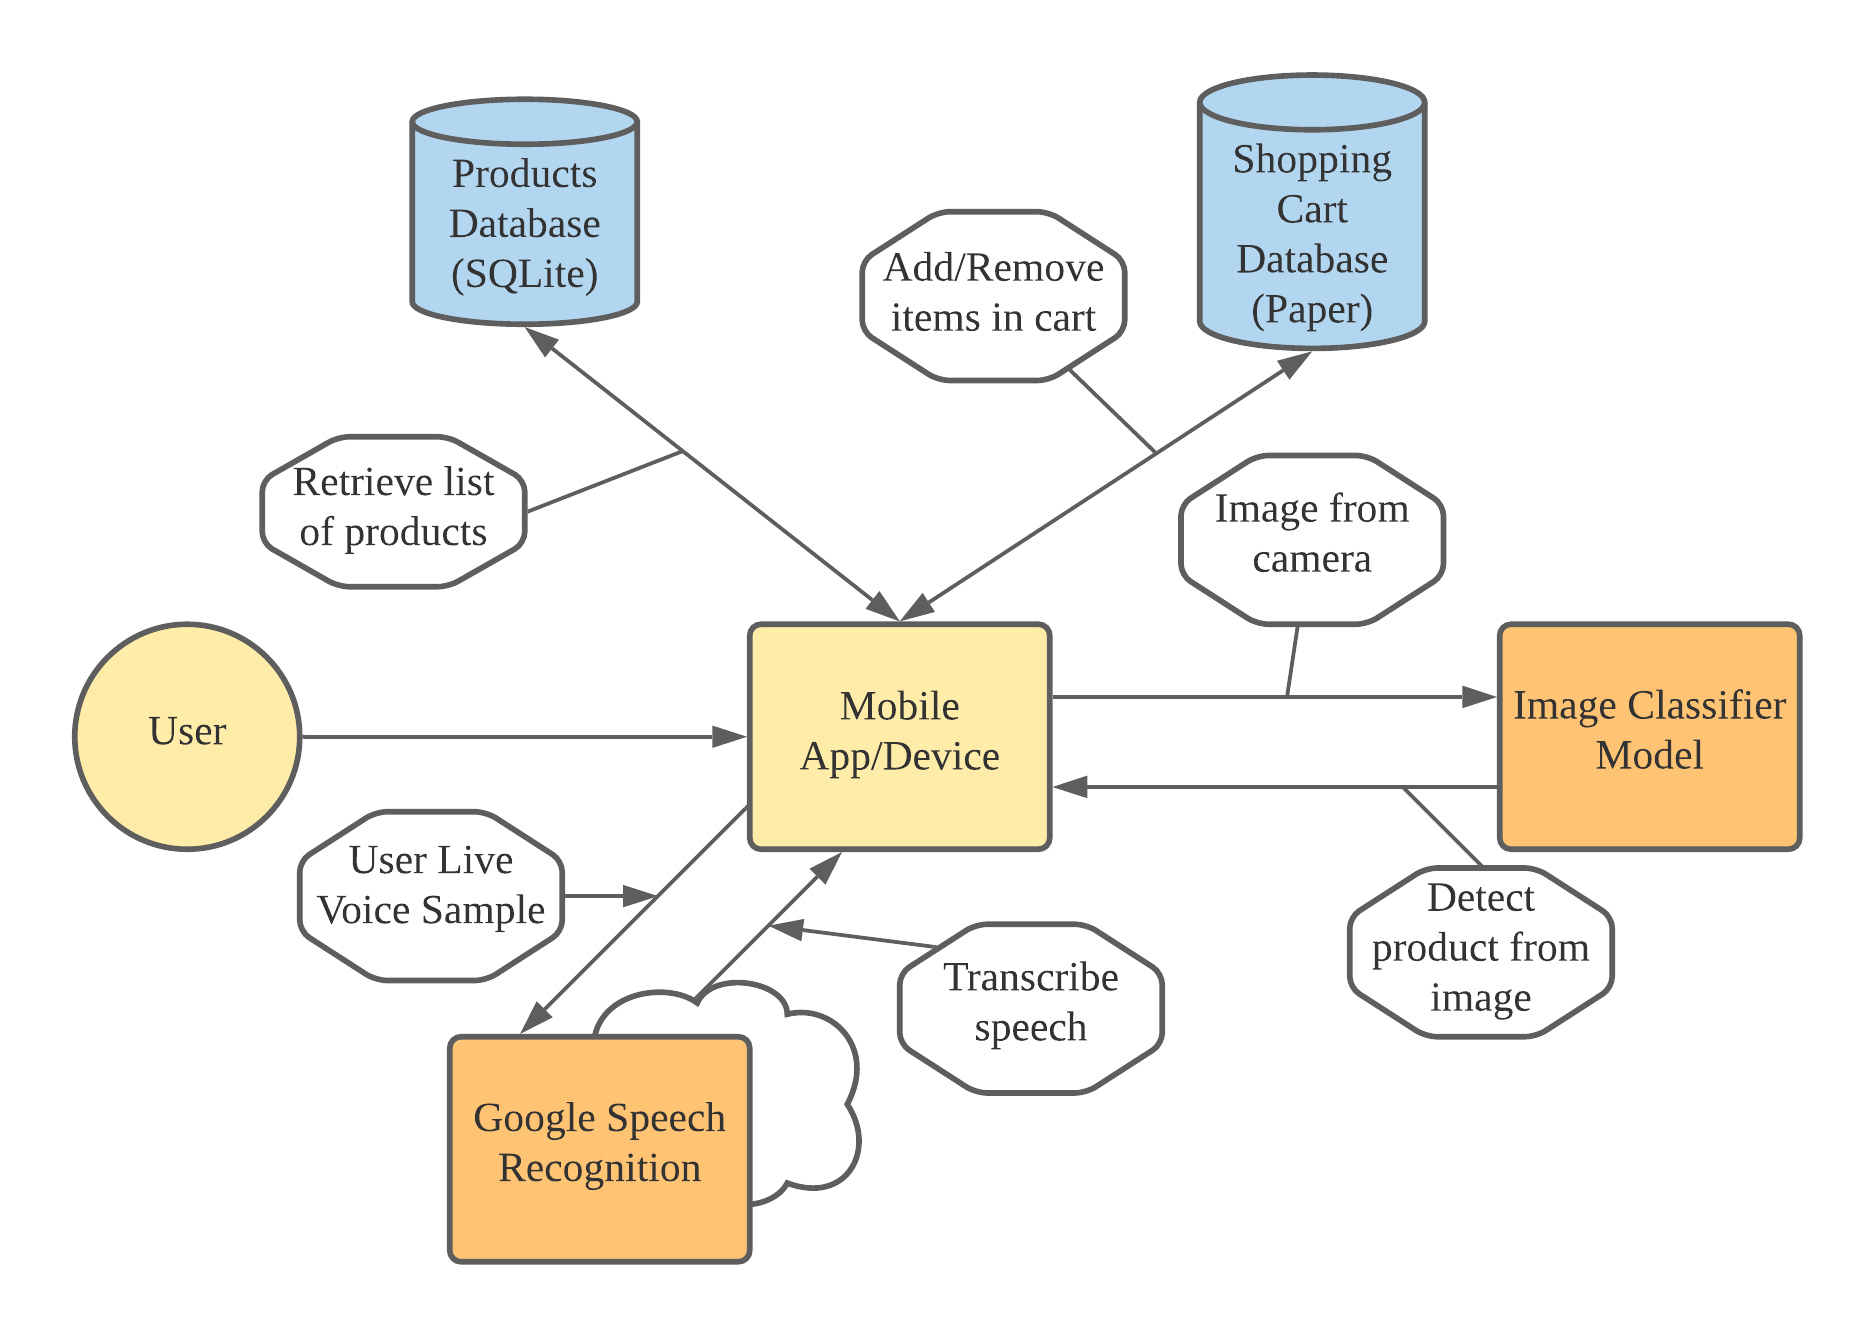 Products
Database
(SQLite)
Shopping
Cart
Database
(Paper)
Add/Remove
items in cart
Retrieve list
of products
Image from
camera
User
Mobile
App/Device
Image Classifier
Model
User Live
Voice Sample
Detect
product from
image
Transcribe
speech
Google Speech
Recognition